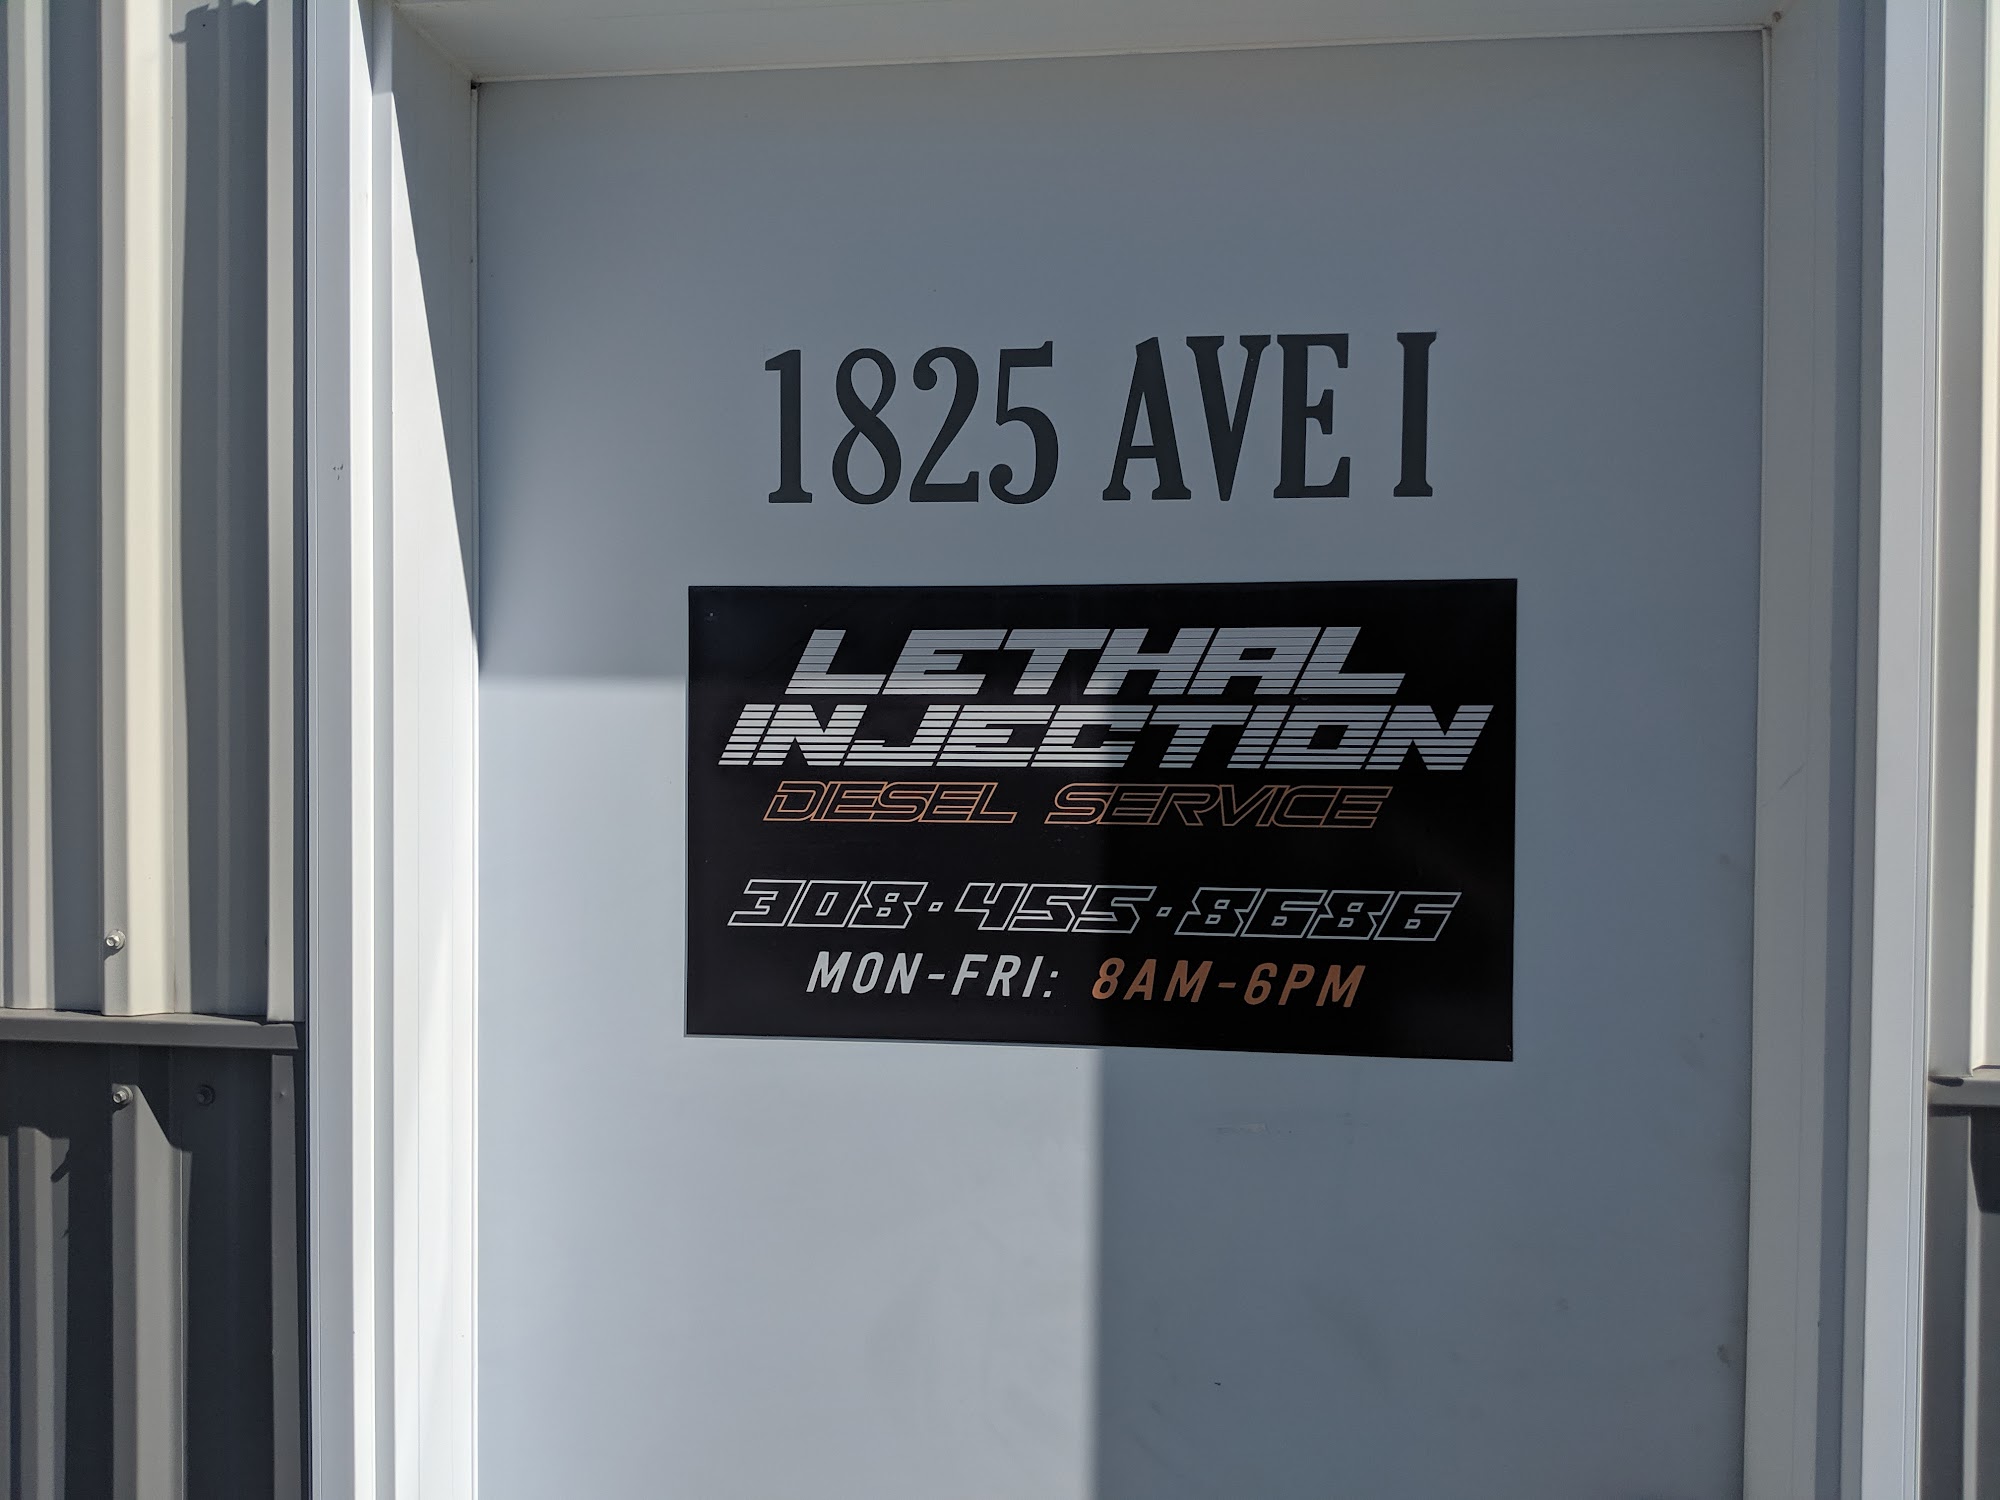 1825 AVE I
LETHAL
INJECTION
DIESEL SERVICE
308·455·8686
MON-FRI: 8AM-6PM